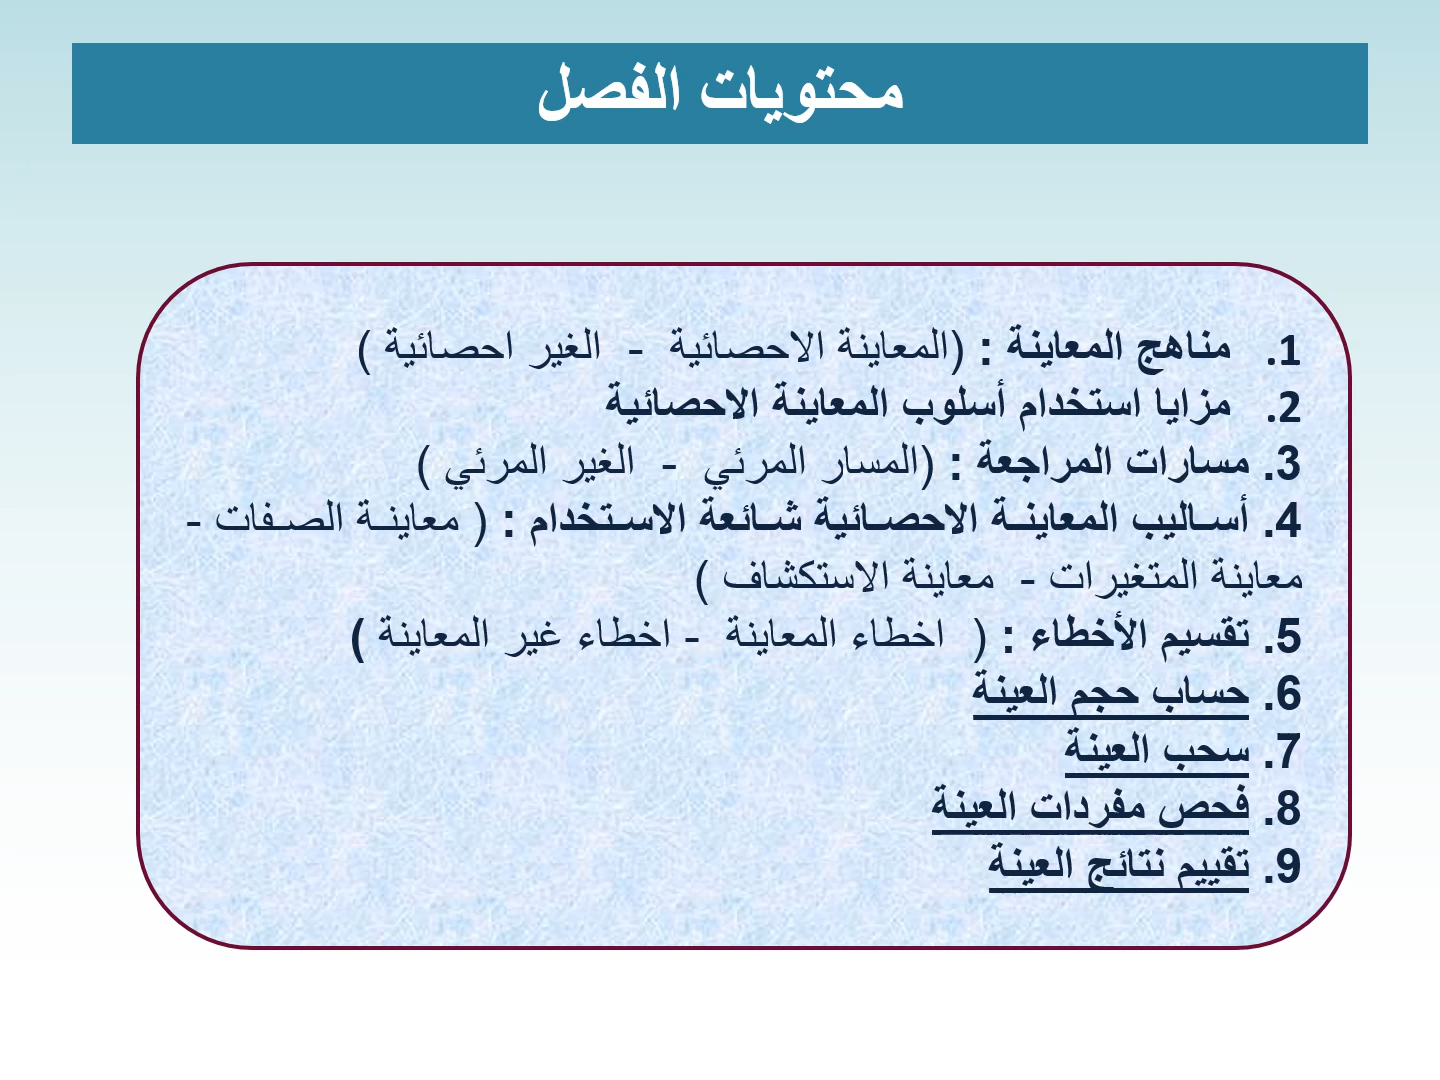 محتويات الفصل
1. مناهج المعاينة : (المعاينة الاحصائية - الغير احصائية )
2. مزايا استخدام أسلوب المعاينة الاحصائية
3. مسارات المراجعة : (المسار المرئي - الغير المرئي )
4. أساليب المعاينة الاحصائية شائعة الاستخدام : ( معاينة الصفات -
معاينة المتغيرات - معاينة الاستكشاف )
5. تقسيم الأخطاء : ( اخطاء المعاينة - اخطاء غير المعاينة )
6. حساب حجم العينة
7. سحب العينة
8. فحص مفردات العينة
9. تقييم نتائج العينة